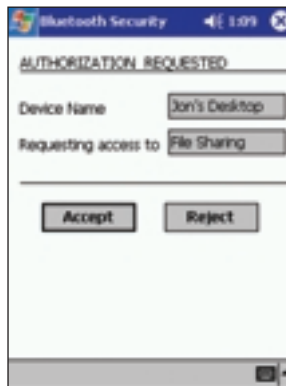 Bluetooth Security 1:09
AUTHORIZATION REQUESTED
Device Name Jon's Desktop
Requesting access to File Sharing
Accept Reject